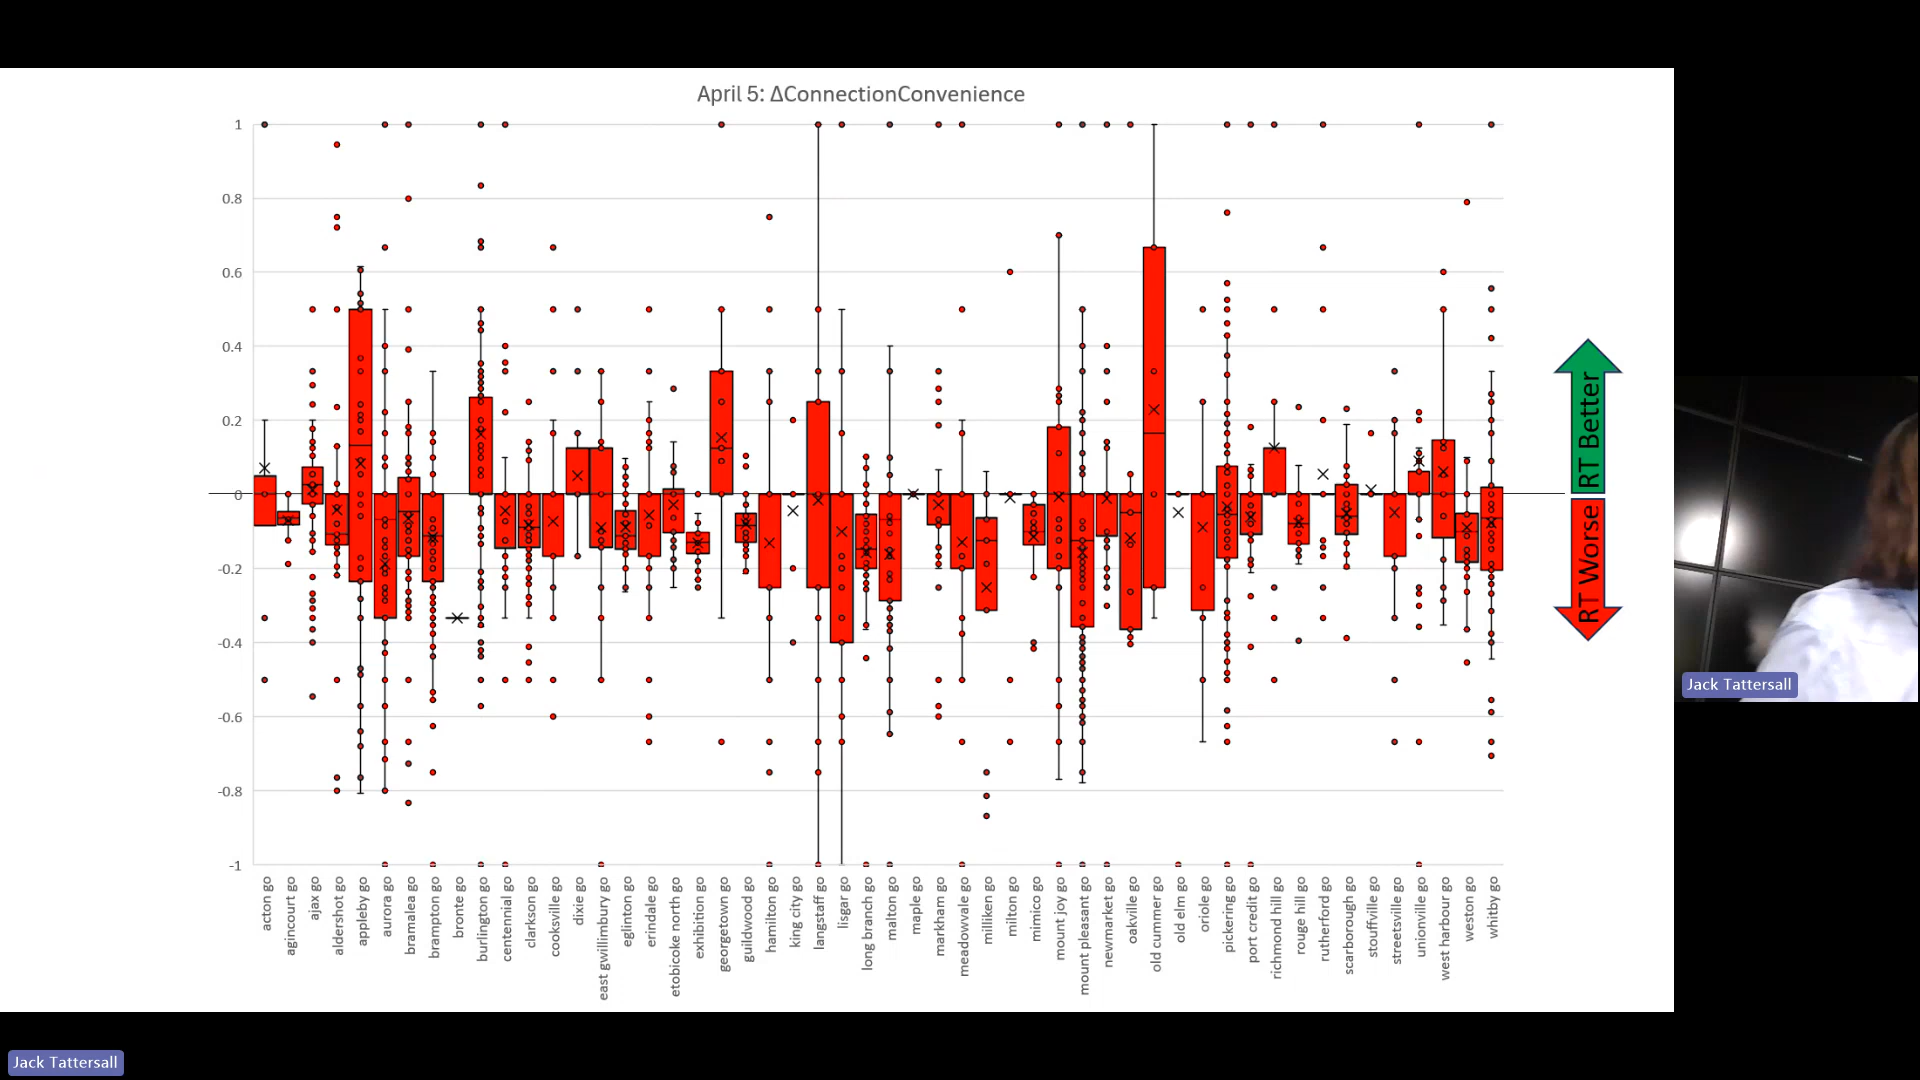 April 5: ΔConnectionConvenience
1
0.8
0.6
0.4
0.2
0
-0.2
-0.4
-0.6
-0.8
-1
acton go
agincourt go
ajax go
aldershot go
appleby go
aurora go
bramalea go
brampton go
bronte go
burlington go
centennial go
clarkson go
cooksville go
dixie go
east gwillimbury go
eglinton go
erindale go
etobicoke north go
exhibition go
georgetown go
guildwood go
hamilton go
king city go
langstaff go
lisgar go
long branch go
malton go
maple go
markham go
meadowvale go
milliken go
milton go
mimico go
mount joy go
mount pleasant go
newmarket go
oakville go
old cummer go
old elm go
oriole go
pickering go
port credit go
richmond hill go
rouge hill go
rutherford go
scarborough go
stouffville go
streetsville go
unionville go
west harbour go
weston go
whitby go
RT Better
RT Worse
Jack Tattersall
Jack Tattersall